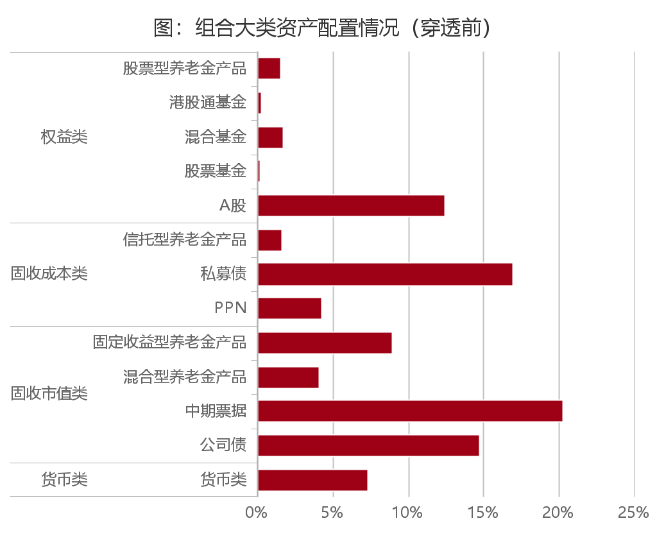 图：组合大类资产配置情况（穿透前）
权益类
股票型养老金产品
港股通基金
混合基金
股票基金
A股
固收成本类
信托型养老金产品
私募债
PPN
固收市值类
固定收益型养老金产品
混合型养老金产品
中期票据
公司债
货币类
货币类
0% 5% 10% 15% 20% 25%